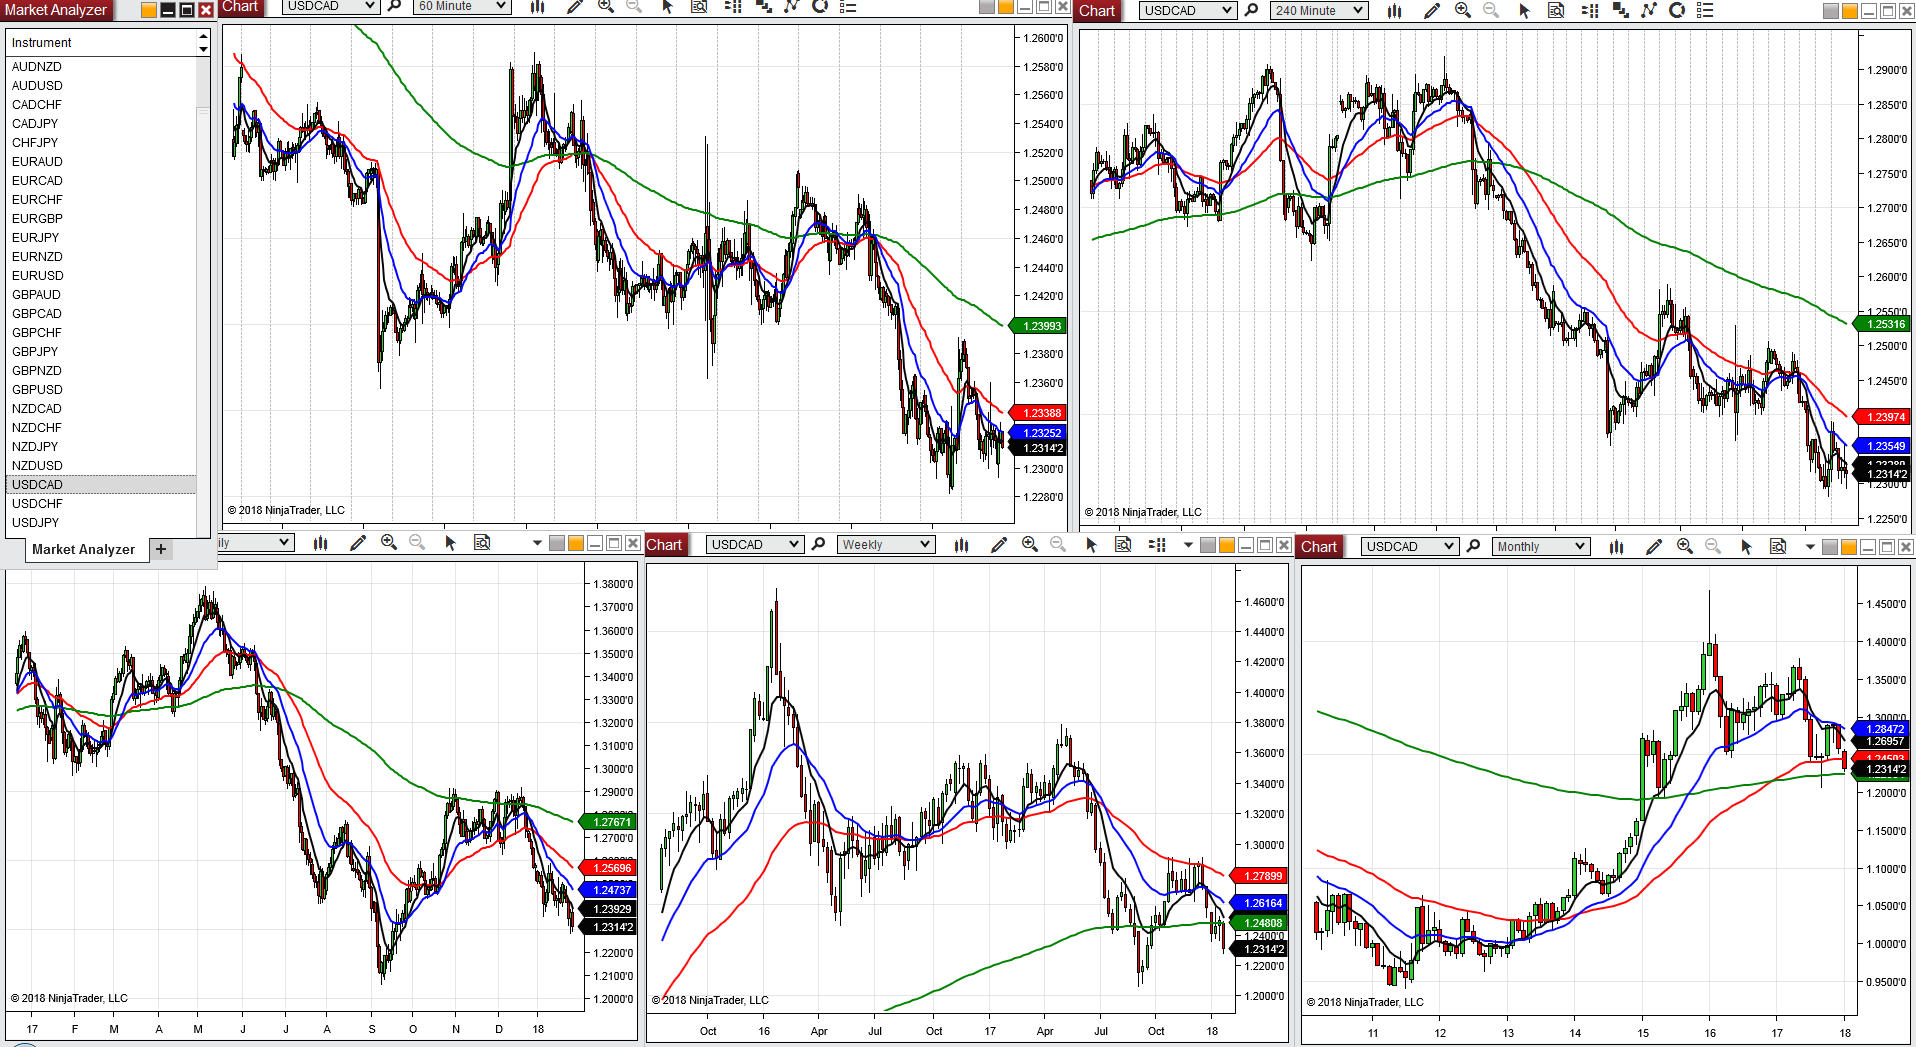 Market Analyzer
Instrument
AUDNZD
AUDUSD
CADCHF
CADJPY
CHFJPY
EURAUD
EURCAD
EURCHF
EURGBP
EURJPY
EURNZD
EURUSD
GBPAUD
GBPCAD
GBPCHF
GBPJPY
GBPNZD
GBPUSD
NZDCAD
NZDCHF
NZDJPY
NZDUSD
USDCAD
USDCHF
USDJPY
Market Analyzer +
Chart USDCAD 60 Minute
1.2600'0
1.2580'0
1.2560'0
1.2540'0
1.2520'0
1.2500'0
1.2480'0
1.2460'0
1.2440'0
1.2420'0
1.23993
1.2380'0
1.2360'0
1.23388
1.23252
1.2314'2
1.2300'0
1.2280'0
© 2018 NinjaTrader, LLC
Chart USDCAD 240 Minute
1.2900'0
1.2850'0
1.2800'0
1.2750'0
1.2700'0
1.2650'0
1.2600'0
1.2550'0
1.25316
1.2500'0
1.2450'0
1.23974
1.23549
1.2314'2
1.2300'0
1.2250'0
© 2018 NinjaTrader, LLC
ily
1.3800'0
1.3700'0
1.3600'0
1.3500'0
1.3400'0
1.3300'0
1.3200'0
1.3100'0
1.3000'0
1.2900'0
1.27671
1.2700'0
1.25696
1.24737
1.23929
1.2314'2
1.2200'0
1.2100'0
1.2000'0
© 2018 NinjaTrader, LLC
17 F M A M J J A S O N D 18
Chart USDCAD Weekly
1.4600'0
1.4400'0
1.4200'0
1.4000'0
1.3800'0
1.3600'0
1.3400'0
1.3200'0
1.3000'0
1.27899
1.26164
1.24808
1.2400'0
1.2314'2
1.2200'0
1.2000'0
© 2018 NinjaTrader, LLC
Oct 16 Apr Jul Oct 17 Apr Jul Oct 18
Chart USDCAD Monthly
1.4500'0
1.4000'0
1.3500'0
1.3000'0
1.28472
1.26957
1.2314'2
1.2000'0
1.1500'0
1.1000'0
1.0500'0
1.0000'0
0.9500'0
© 2018 NinjaTrader, LLC
11 12 13 14 15 16 17 18